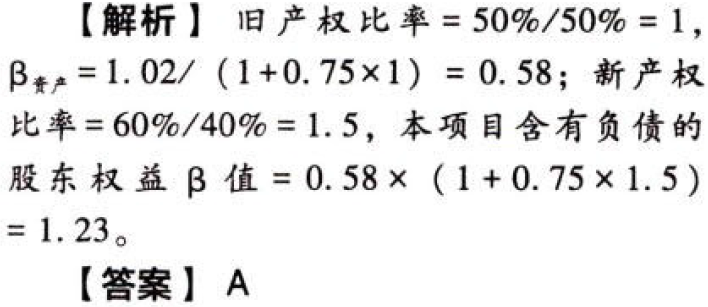 【解析】 旧产权比率=50%/50%=1,
β资产=1.02/ (1+0.75×1) = 0.58; 新产权
比率=60%/40%=1.5, 本项目含有负债的
股东权益 β 值 = 0.58× (1+0.75×1.5)
=1.23。
【答案】 A